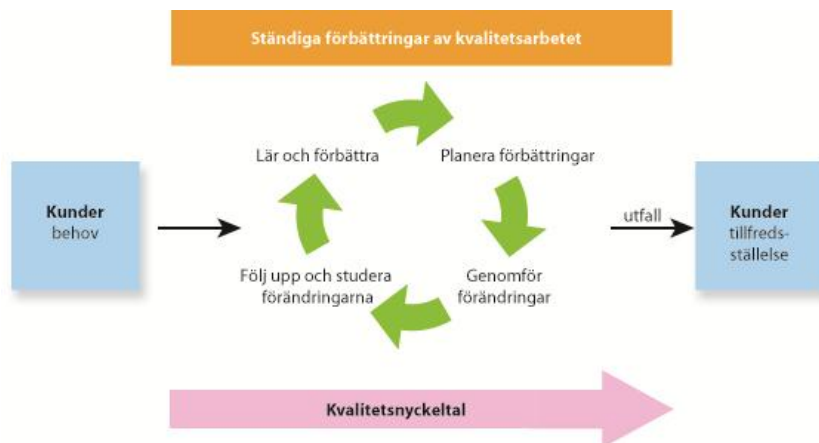 Ständiga förbättringar av kvalitetsarbetet
Lär och förbättra
Planera förbättringar
Kunder
behov
utfall
Kunder
tillfreds-
ställelse
Följ upp och studera
förändringarna
Genomför
förändringar
Kvalitetsnyckeltal